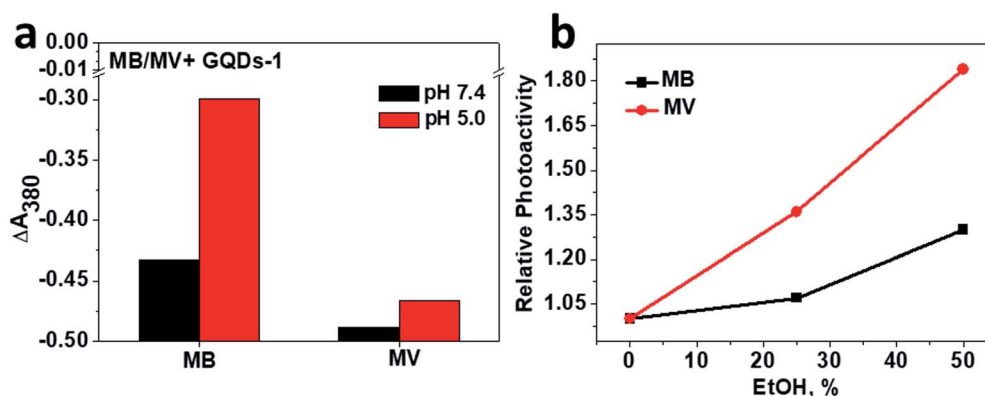 a
MB/MV+ GQDs-1
pH 7.4
pH 5.0
0.00
-0.01
-0.30
-0.35
-0.40
-0.45
-0.50
ΔA380
MB
MV
b
MB
MV
1.80
1.65
1.50
1.35
1.20
1.05
Relative Photoactivity
0 10 20 30 40 50
EtOH, %